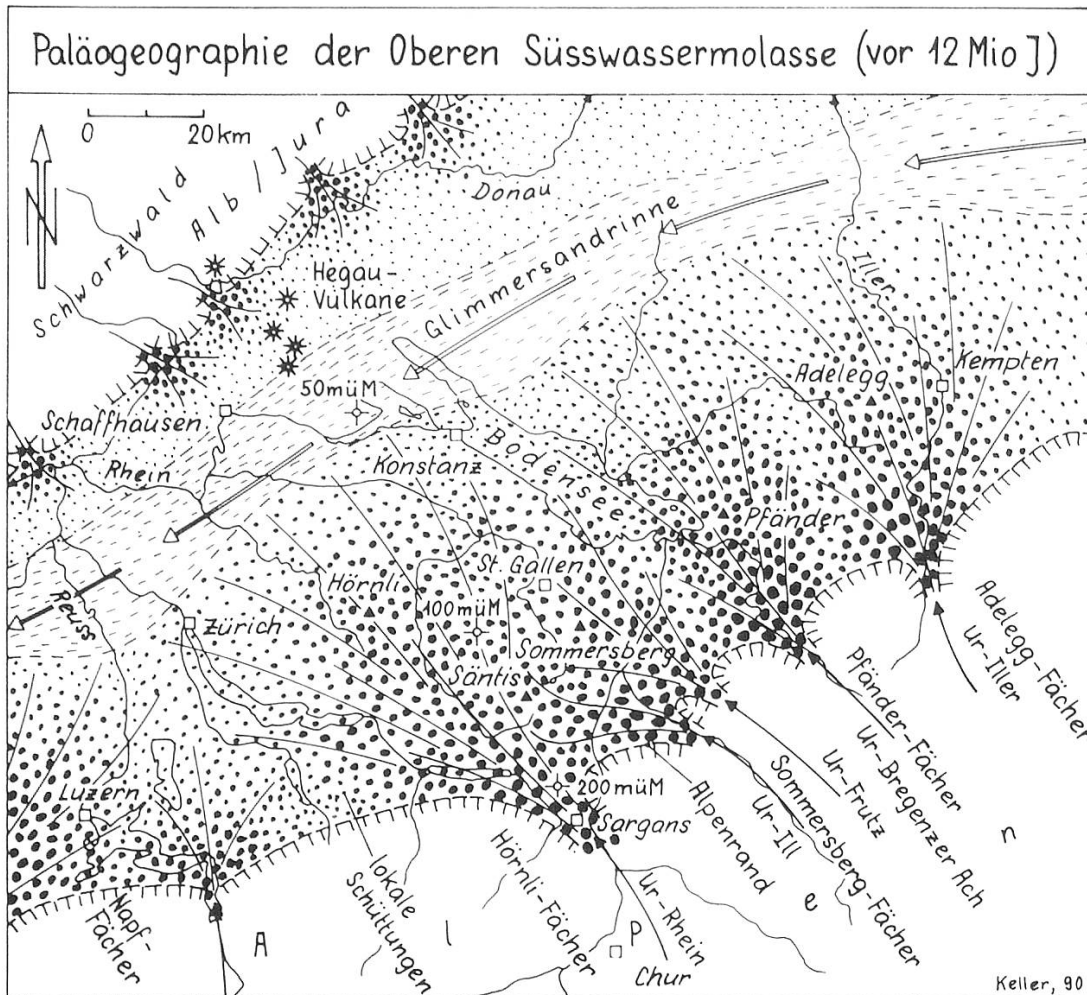 Paläogeographie der Oberen Süsswassermolasse (vor 12 Mio J)
0 20 km
N
Schwarzwald
Alb / Jura
Donau
Hegau-
Vulkane
Glimmersandrinne
Iller
Kempten
Adelegg
50müM
Schaffhausen
Rhein
Konstanz
Bodensee
Pfänder
St. Gallen
Hörnli
100müM
Sommersberg
Säntis
Reuss
Zürich
Luzern
200müM
Sargans
Napf-
Fächer
lokale
Schüttungen
Hörnli-Fächer
Ur-Rhein
Chur
Alpenrand
Ur-Ill
Sommersberg-Fächer
Ur-Frutz
Ur-Bregenzer Ach
Pfänder-Fächer
Ur-Iller
Adelegg-Fächer
A l p e n
Keller, 90